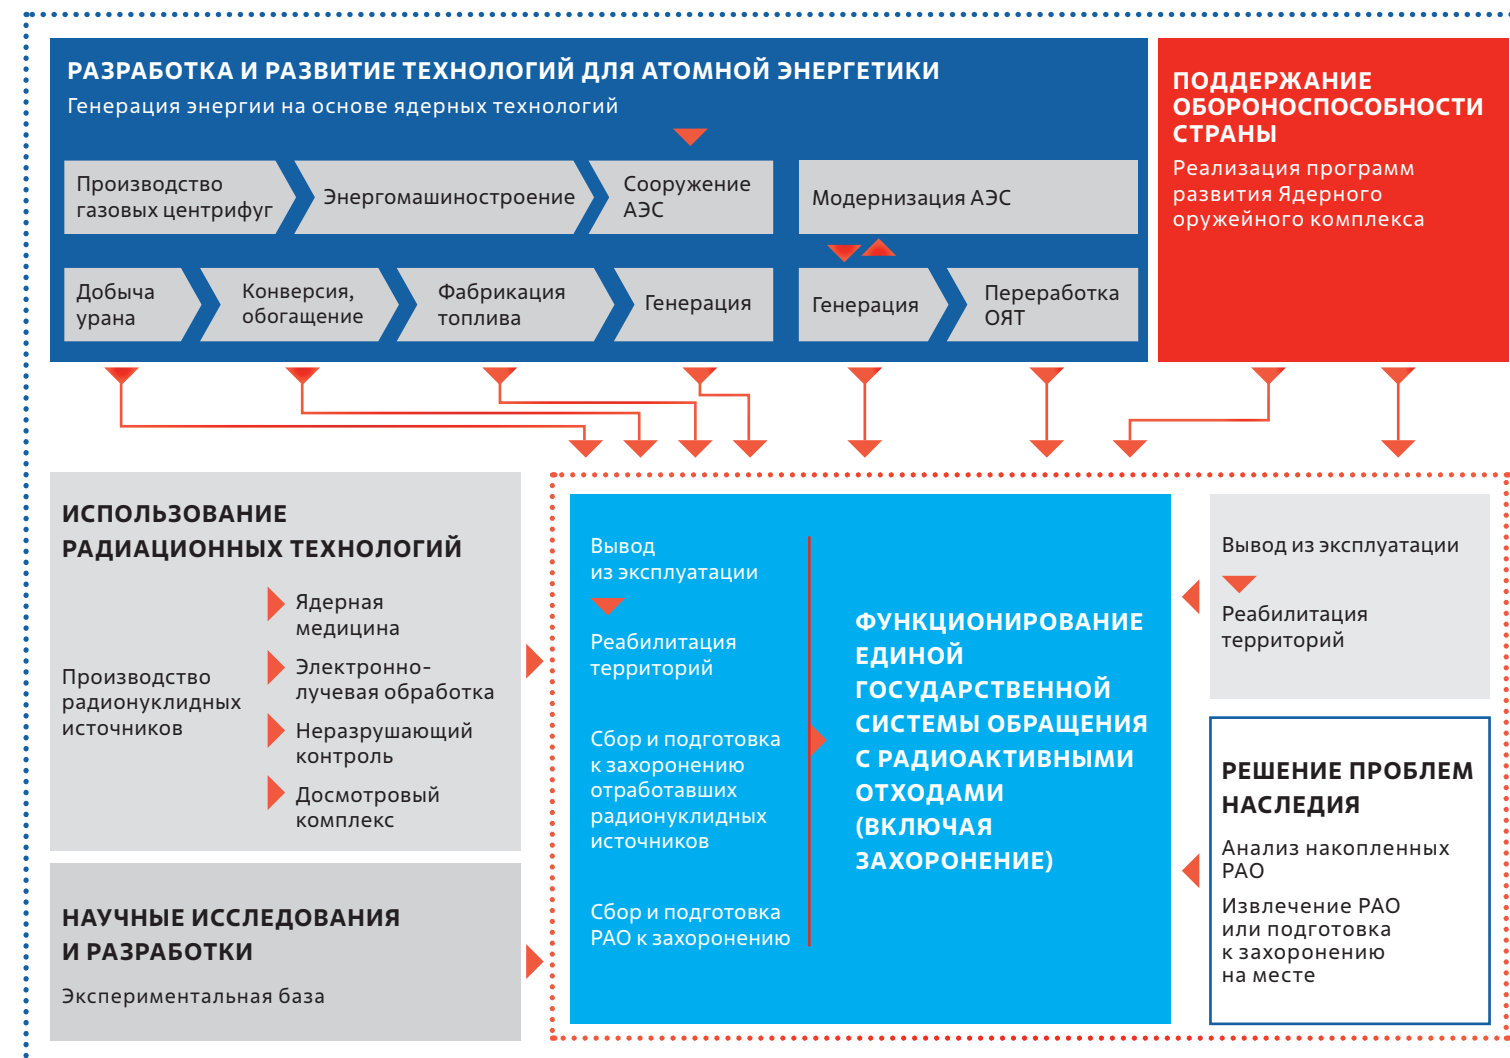 РАЗРАБОТКА И РАЗВИТИЕ ТЕХНОЛОГИЙ ДЛЯ АТОМНОЙ ЭНЕРГЕТИКИ
Генерация энергии на основе ядерных технологий
Производство
газовых центрифуг
Энергомашиностроение
Сооружение
АЭС
Модернизация АЭС
Добыча
урана
Конверсия,
обогащение
Фабрикация
топлива
Генерация
Генерация
Переработка
ОЯТ
ПОДДЕРЖАНИЕ
ОБОРОНОСПОСОБНОСТИ
СТРАНЫ
Реализация программ
развития Ядерного
оружейного комплекса
ИСПОЛЬЗОВАНИЕ
РАДИАЦИОННЫХ ТЕХНОЛОГИЙ
Производство
радионуклидных
источников
Ядерная
медицина
Электронно-
лучевая обработка
Неразрушающий
контроль
Досмотровый
комплекс
НАУЧНЫЕ ИССЛЕДОВАНИЯ
И РАЗРАБОТКИ
Экспериментальная база
Вывод
из эксплуатации
Реабилитация
территорий
Сбор и подготовка
к захоронению
отработавших
радионуклидных
источников
Сбор и подготовка
РАО к захоронению
ФУНКЦИОНИРОВАНИЕ
ЕДИНОЙ
ГОСУДАРСТВЕННОЙ
СИСТЕМЫ ОБРАЩЕНИЯ
С РАДИОАКТИВНЫМИ
ОТХОДАМИ
(ВКЛЮЧАЯ
ЗАХОРОНЕНИЕ)
Вывод из эксплуатации
Реабилитация
территорий
РЕШЕНИЕ ПРОБЛЕМ
НАСЛЕДИЯ
Анализ накопленных
РАО
Извлечение РАО
или подготовка
к захоронению
на месте